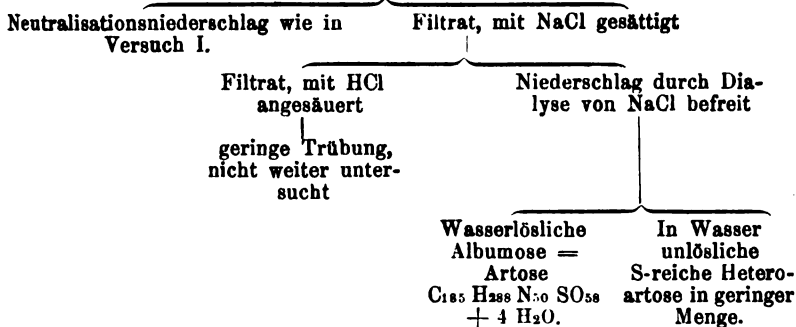 Neutralisationsniederschlag wie in
Versuch I.
Filtrat, mit NaCl gesättigt
Filtrat, mit HCl
angesäuert
Niederschlag durch Dia-
lyse von NaCl befreit
geringe Trübung,
nicht weiter unter-
sucht
Wasserlösliche
Albumose =
Artose
C₁₈₅ H₂₈₈ N₅₀ SO₅₈
+ 4 H₂O.
In Wasser
unlösliche
S-reiche Hetero-
artose in geringer
Menge.